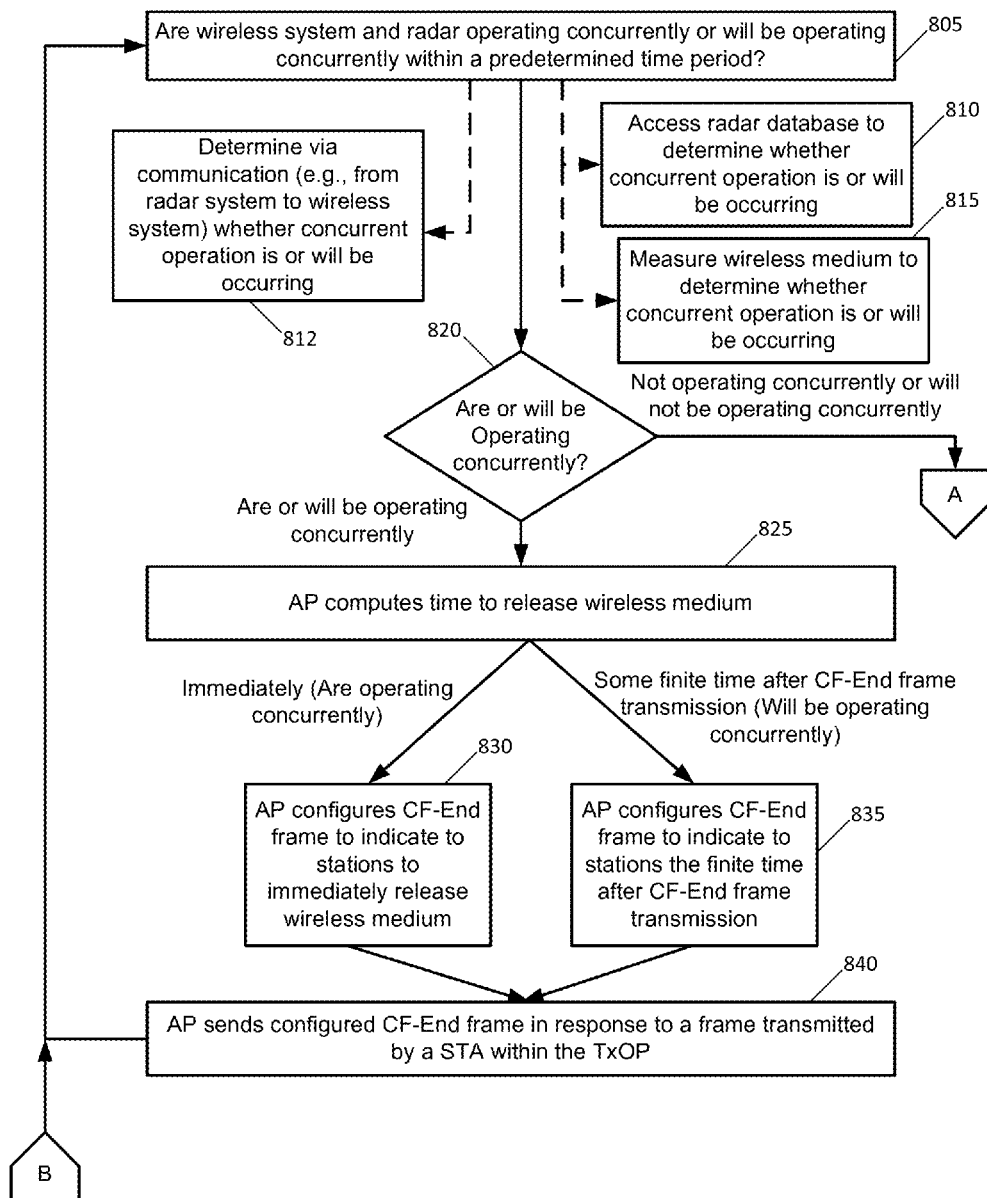 Are wireless system and radar operating concurrently or will be operating
concurrently within a predetermined time period?
805
Determine via
communication (e.g., from
radar system to wireless
system) whether concurrent
operation is or will be
occurring
812
Access radar database to
determine whether
concurrent operation is or will
be occurring
810
Measure wireless medium to
determine whether
concurrent operation is or will
be occurring
815
820
Are or will be
Operating
concurrently?
Not operating concurrently or will
not be operating concurrently
A
Are or will be operating
concurrently
825
AP computes time to release wireless medium
Immediately (Are operating
concurrently)
Some finite time after CF-End frame
transmission (Will be operating
concurrently)
830
AP configures CF-End
frame to indicate to
stations to
immediately release
wireless medium
AP configures CF-End
frame to indicate to
stations the finite time
after CF-End frame
transmission
835
840
AP sends configured CF-End frame in response to a frame transmitted
by a STA within the TxOP
B